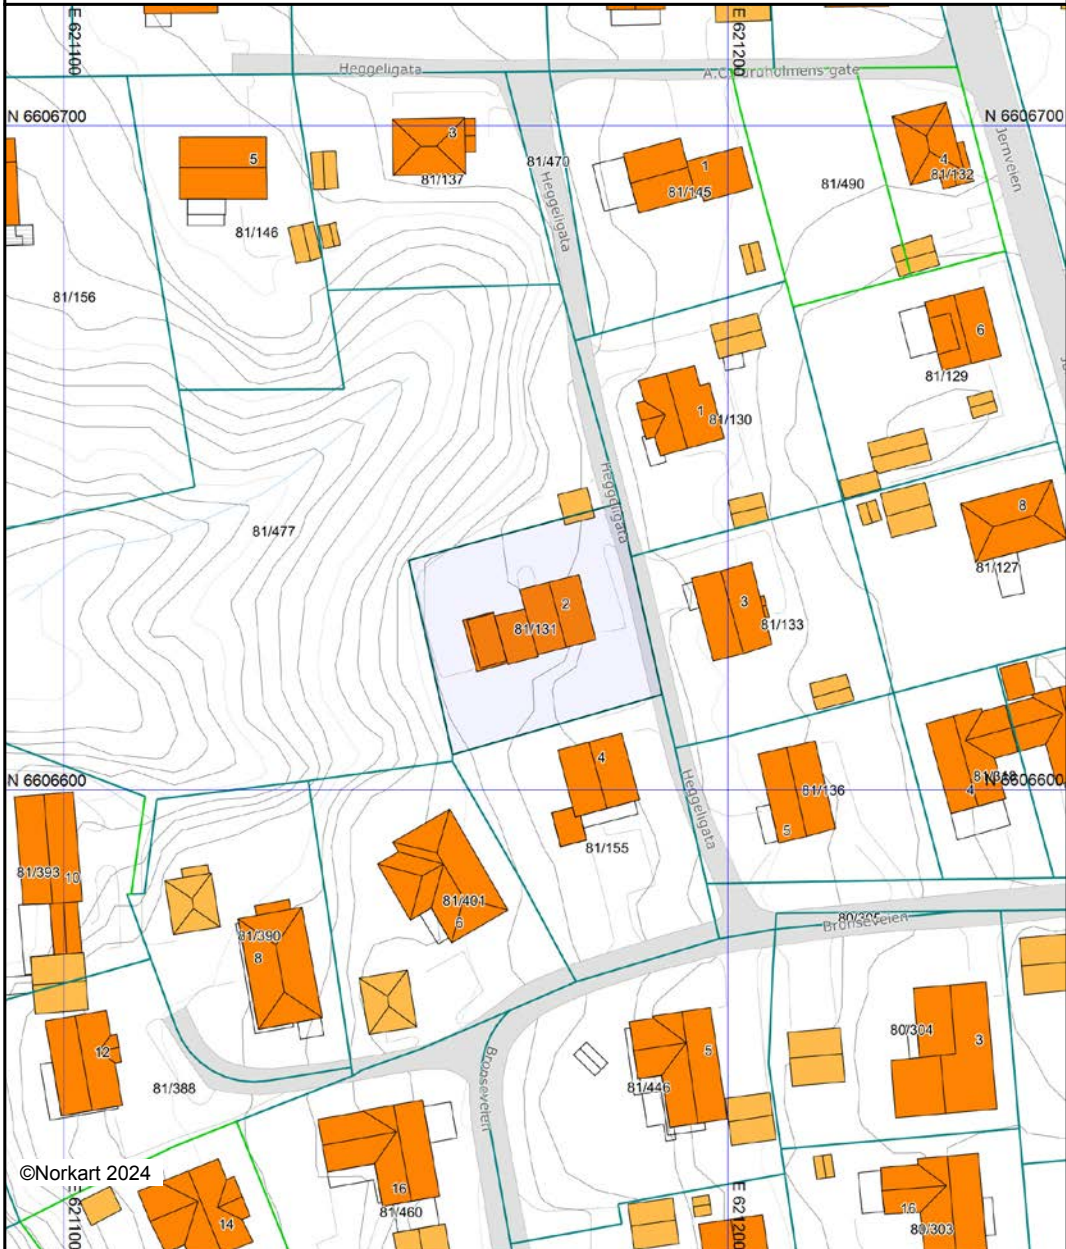 E 621100
E 621200
Heggeligata
A.C. Furuholmens gate
N 6606700
N 6606700
Jernveien
5
3
81/470
1
4
81/137
81/145
81/490
81/132
Heggeligata
81/146
81/156
6
81/129
1
81/130
Heggeligata
8
81/477
81/127
2
3
81/131
81/133
4
N 6606600
N 6606600
4
81/136
Heggeligata
5
81/155
81/393
10
81/401
6
81/390
8
80/305
Bronseveien
80/304
3
5
12
81/388
81/446
Bronseveien
©Norkart 2024
16
81/460
14
16
80/303
E 621100
E 621200